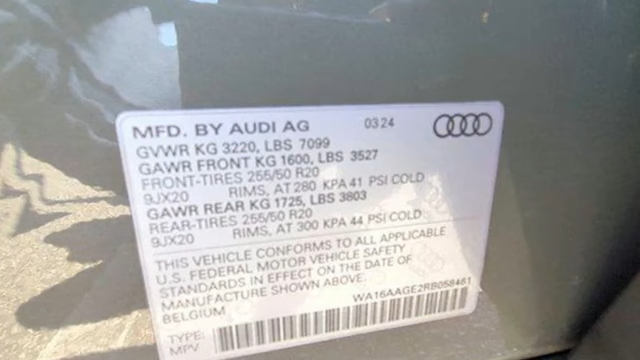 MFD. BY AUDI AG 03 24
GVWR KG 3220, LBS 7099
GAWR FRONT KG 1600, LBS 3527
FRONT-TIRES 255/50 R20
9JX20 RIMS, AT 280 KPA 41 PSI COLD
GAWR REAR KG 1725, LBS 3803
REAR-TIRES 255/50 R20
9JX20 RIMS, AT 300 KPA 44 PSI COLD
THIS VEHICLE CONFORMS TO ALL APPLICABLE
U.S. FEDERAL MOTOR VEHICLE SAFETY
STANDARDS IN EFFECT ON THE DATE OF
MANUFACTURE SHOWN ABOVE.
BELGIUM WA16AAGE2RB058461
TYPE:
MPV